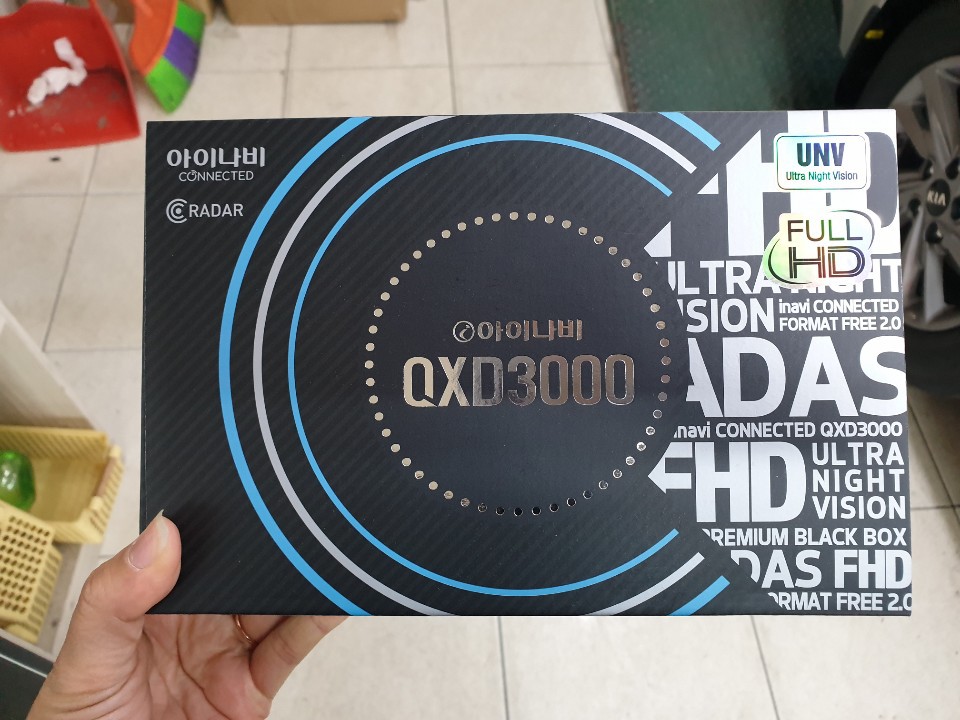 아이나비
CONNECTED
RADAR
아이나비
QXD3000
UNV
Ultra Night Vision
FULL
HD
ULTRA NIGHT
VISION
inavi CONNECTED
FORMAT FREE 2.0
ADAS
inavi CONNECTED QXD3000
FHD
ULTRA
NIGHT
VISION
PREMIUM BLACK BOX
DAS FHD
ORMAT FREE 2.0
KIA